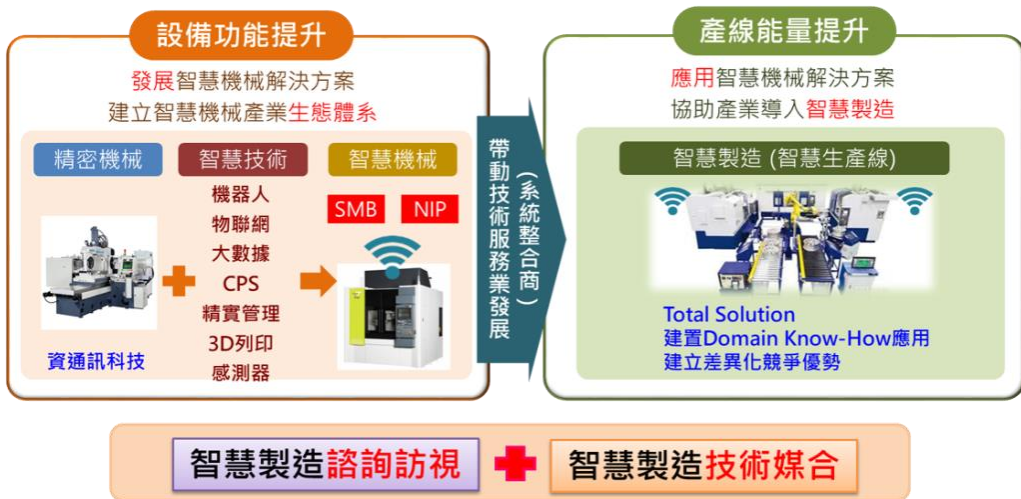 設備功能提升
發展智慧機械解決方案
建立智慧機械產業生態體系
精密機械
智慧技術
智慧機械
機器人
物聯網
大數據
CPS
精實管理
3D列印
感測器
SMB
NIP
資通訊科技
帶動技術服務業發展
(系統整合商)
產線能量提升
應用智慧機械解決方案
協助產業導入智慧製造
智慧製造 (智慧生產線)
Total Solution
建置Domain Know-How應用
建立差異化競爭優勢
智慧製造諮詢訪視
智慧製造技術媒合